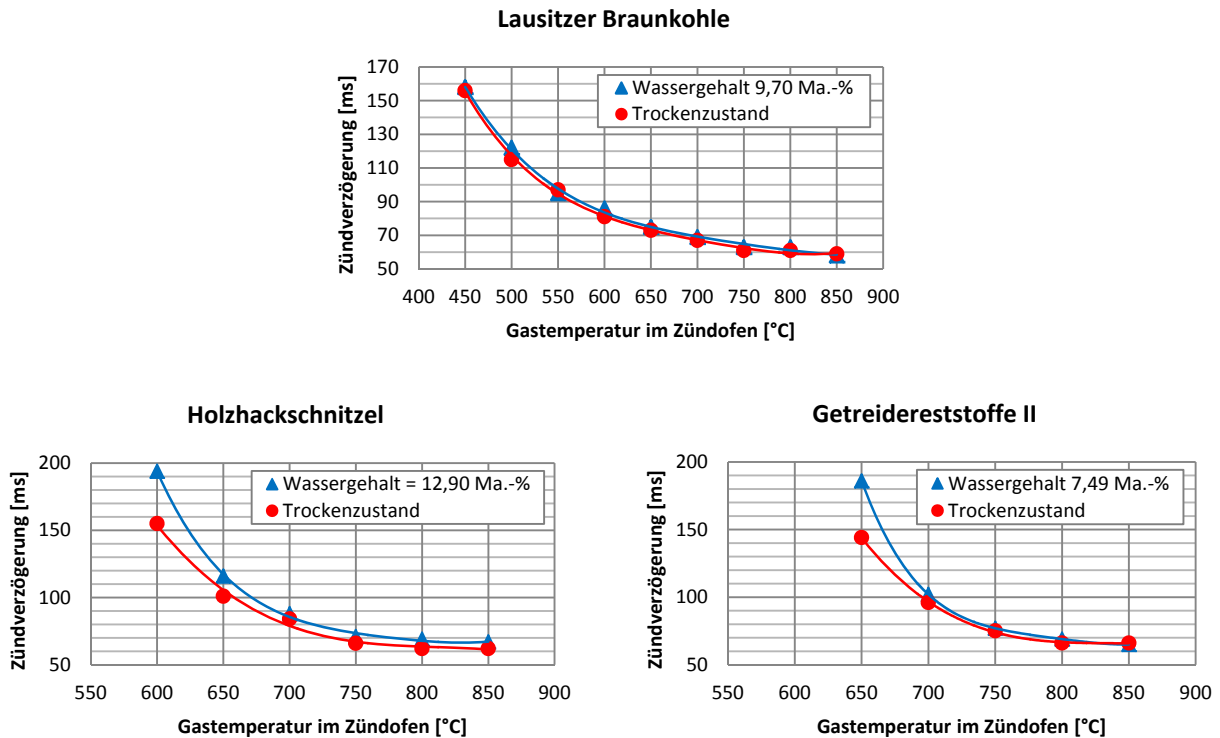 Lausitzer Braunkohle
Zündverzögerung [ms]
170
150
130
110
90
70
50
Wassergehalt 9,70 Ma.-%
Trockenzustand
400 450 500 550 600 650 700 750 800 850 900
Gastemperatur im Zündofen [°C]
Holzhackschnitzel
Zündverzögerung [ms]
200
150
100
50
Wassergehalt = 12,90 Ma.-%
Trockenzustand
550 600 650 700 750 800 850 900
Gastemperatur im Zündofen [°C]
Getreidereststoffe II
Zündverzögerung [ms]
200
150
100
50
Wassergehalt 7,49 Ma.-%
Trockenzustand
550 600 650 700 750 800 850 900
Gastemperatur im Zündofen [°C]